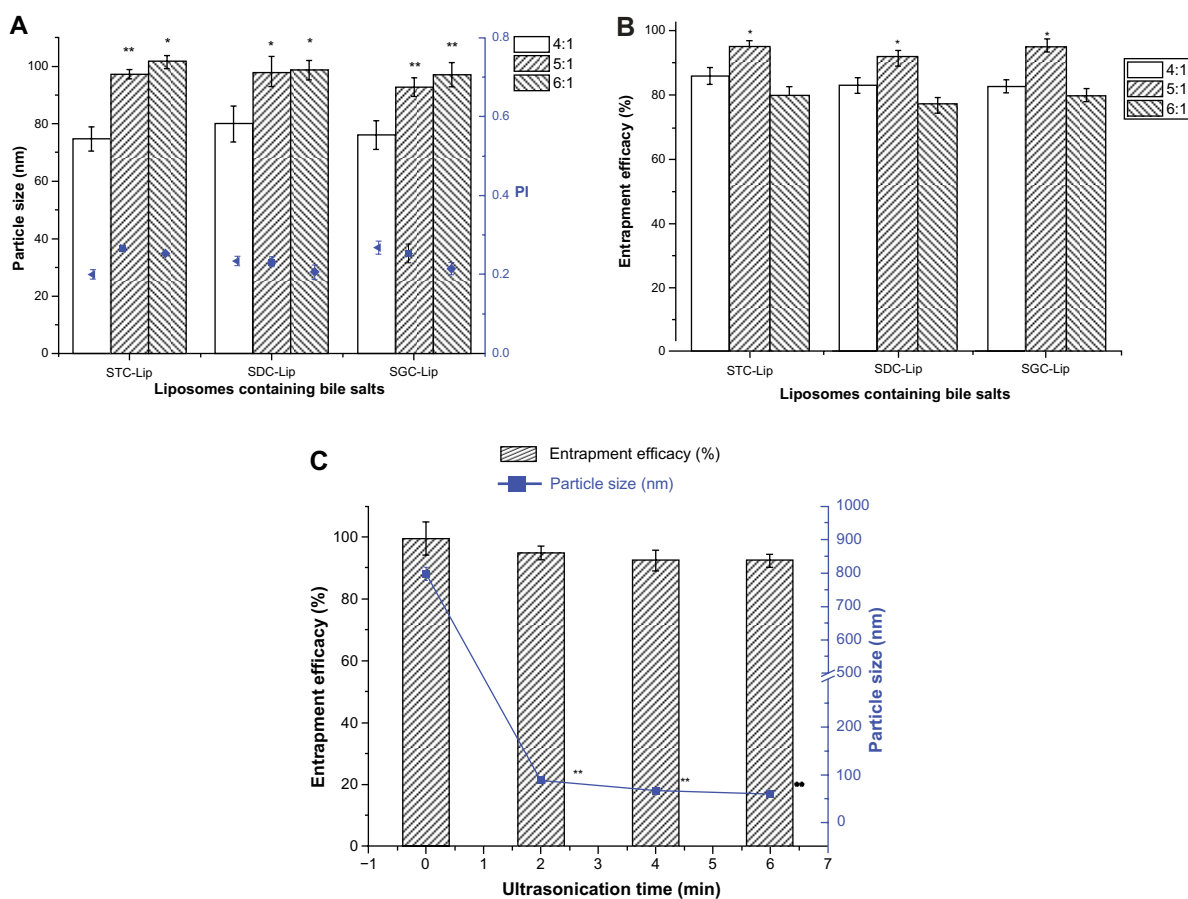 A
** * * * ** **
4:1
5:1
6:1
Particle size (nm)
0
20
40
60
80
100
PI
0.0
0.2
0.4
0.6
0.8
STC-Lip SDC-Lip SGC-Lip
Liposomes containing bile salts
B
* * *
4:1
5:1
6:1
Entrapment efficacy (%)
0
20
40
60
80
100
STC-Lip SDC-Lip SGC-Lip
Liposomes containing bile salts
C
Entrapment efficacy (%)
Particle size (nm)
Entrapment efficacy (%)
0
20
40
60
80
100
Particle size (nm)
1000
900
800
700
600
500
200
100
0
** ** **
−1 0 1 2 3 4 5 6 7
Ultrasonication time (min)